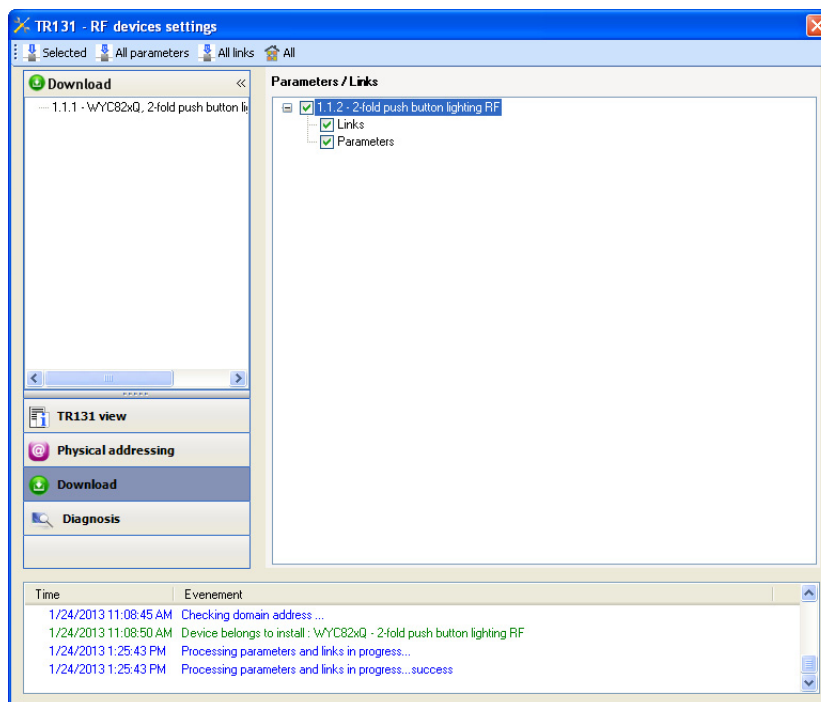 TR131 - RF devices settings
Selected All parameters All links All
Download «
1.1.1 - WYC82xQ, 2-fold push button
TR131 view
Physical addressing
Download
Diagnosis
Parameters / Links
1.1.2 - 2-fold push button lighting RF
Links
Parameters
Time Evenement
1/24/2013 11:08:45 AM Checking domain address ...
1/24/2013 11:08:50 AM Device belongs to install : WYC82xQ - 2-fold push button lighting RF
1/24/2013 1:25:43 PM Processing parameters and links in progress...
1/24/2013 1:25:43 PM Processing parameters and links in progress...success